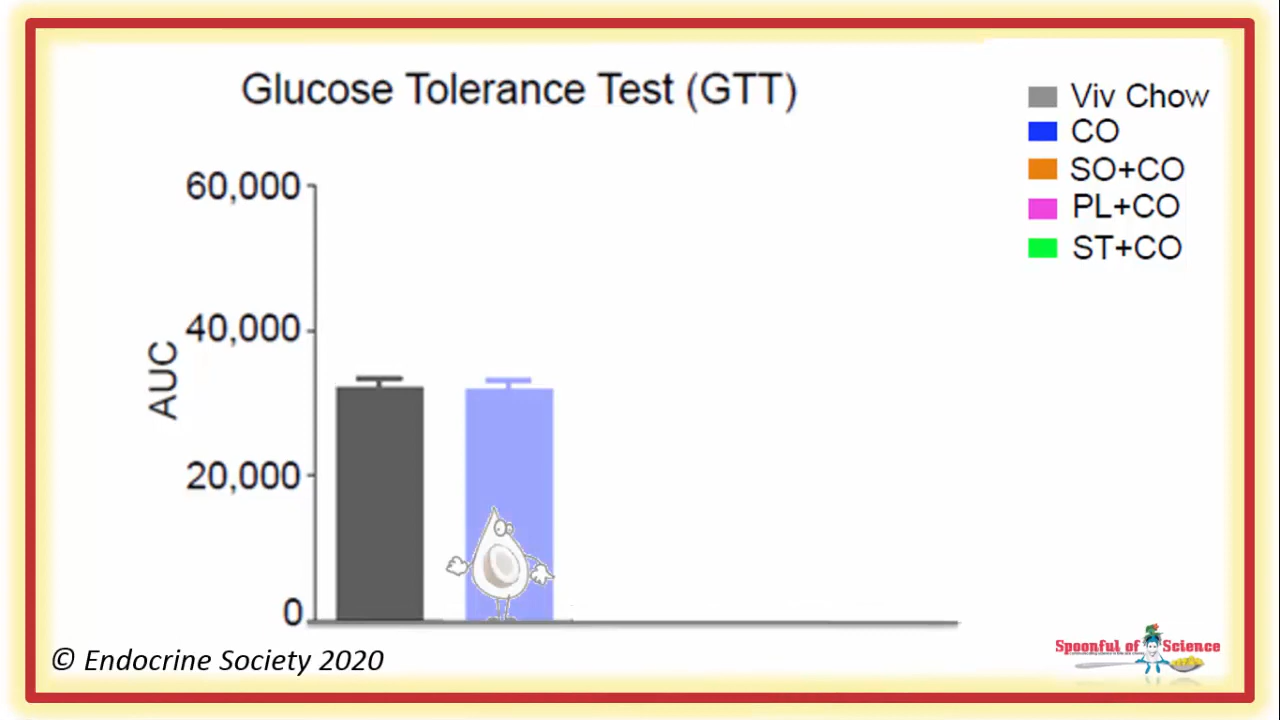 Glucose Tolerance Test (GTT)
Viv Chow
CO
SO+CO
PL+CO
ST+CO
60,000
40,000
20,000
0
AUC
© Endocrine Society 2020
Spoonful of Science